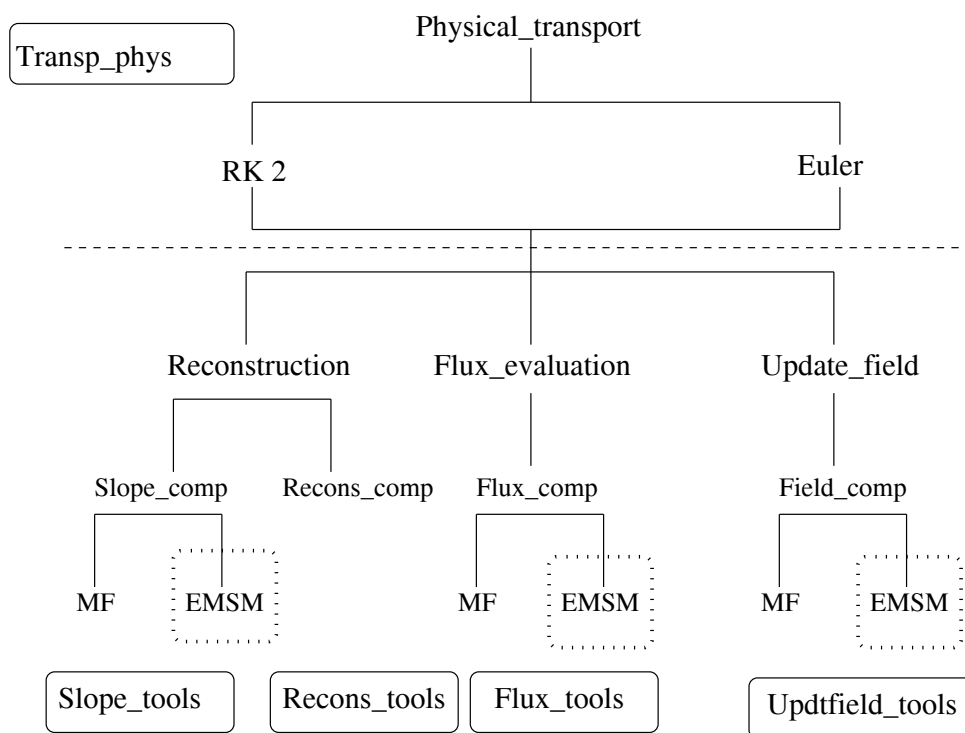 Physical_transport
Transp_phys
RK 2
Euler
Reconstruction
Flux_evaluation
Update_field
Slope_comp
Recons_comp
Flux_comp
Field_comp
MF
EMSM
MF
EMSM
MF
EMSM
Slope_tools
Recons_tools
Flux_tools
Updtfield_tools